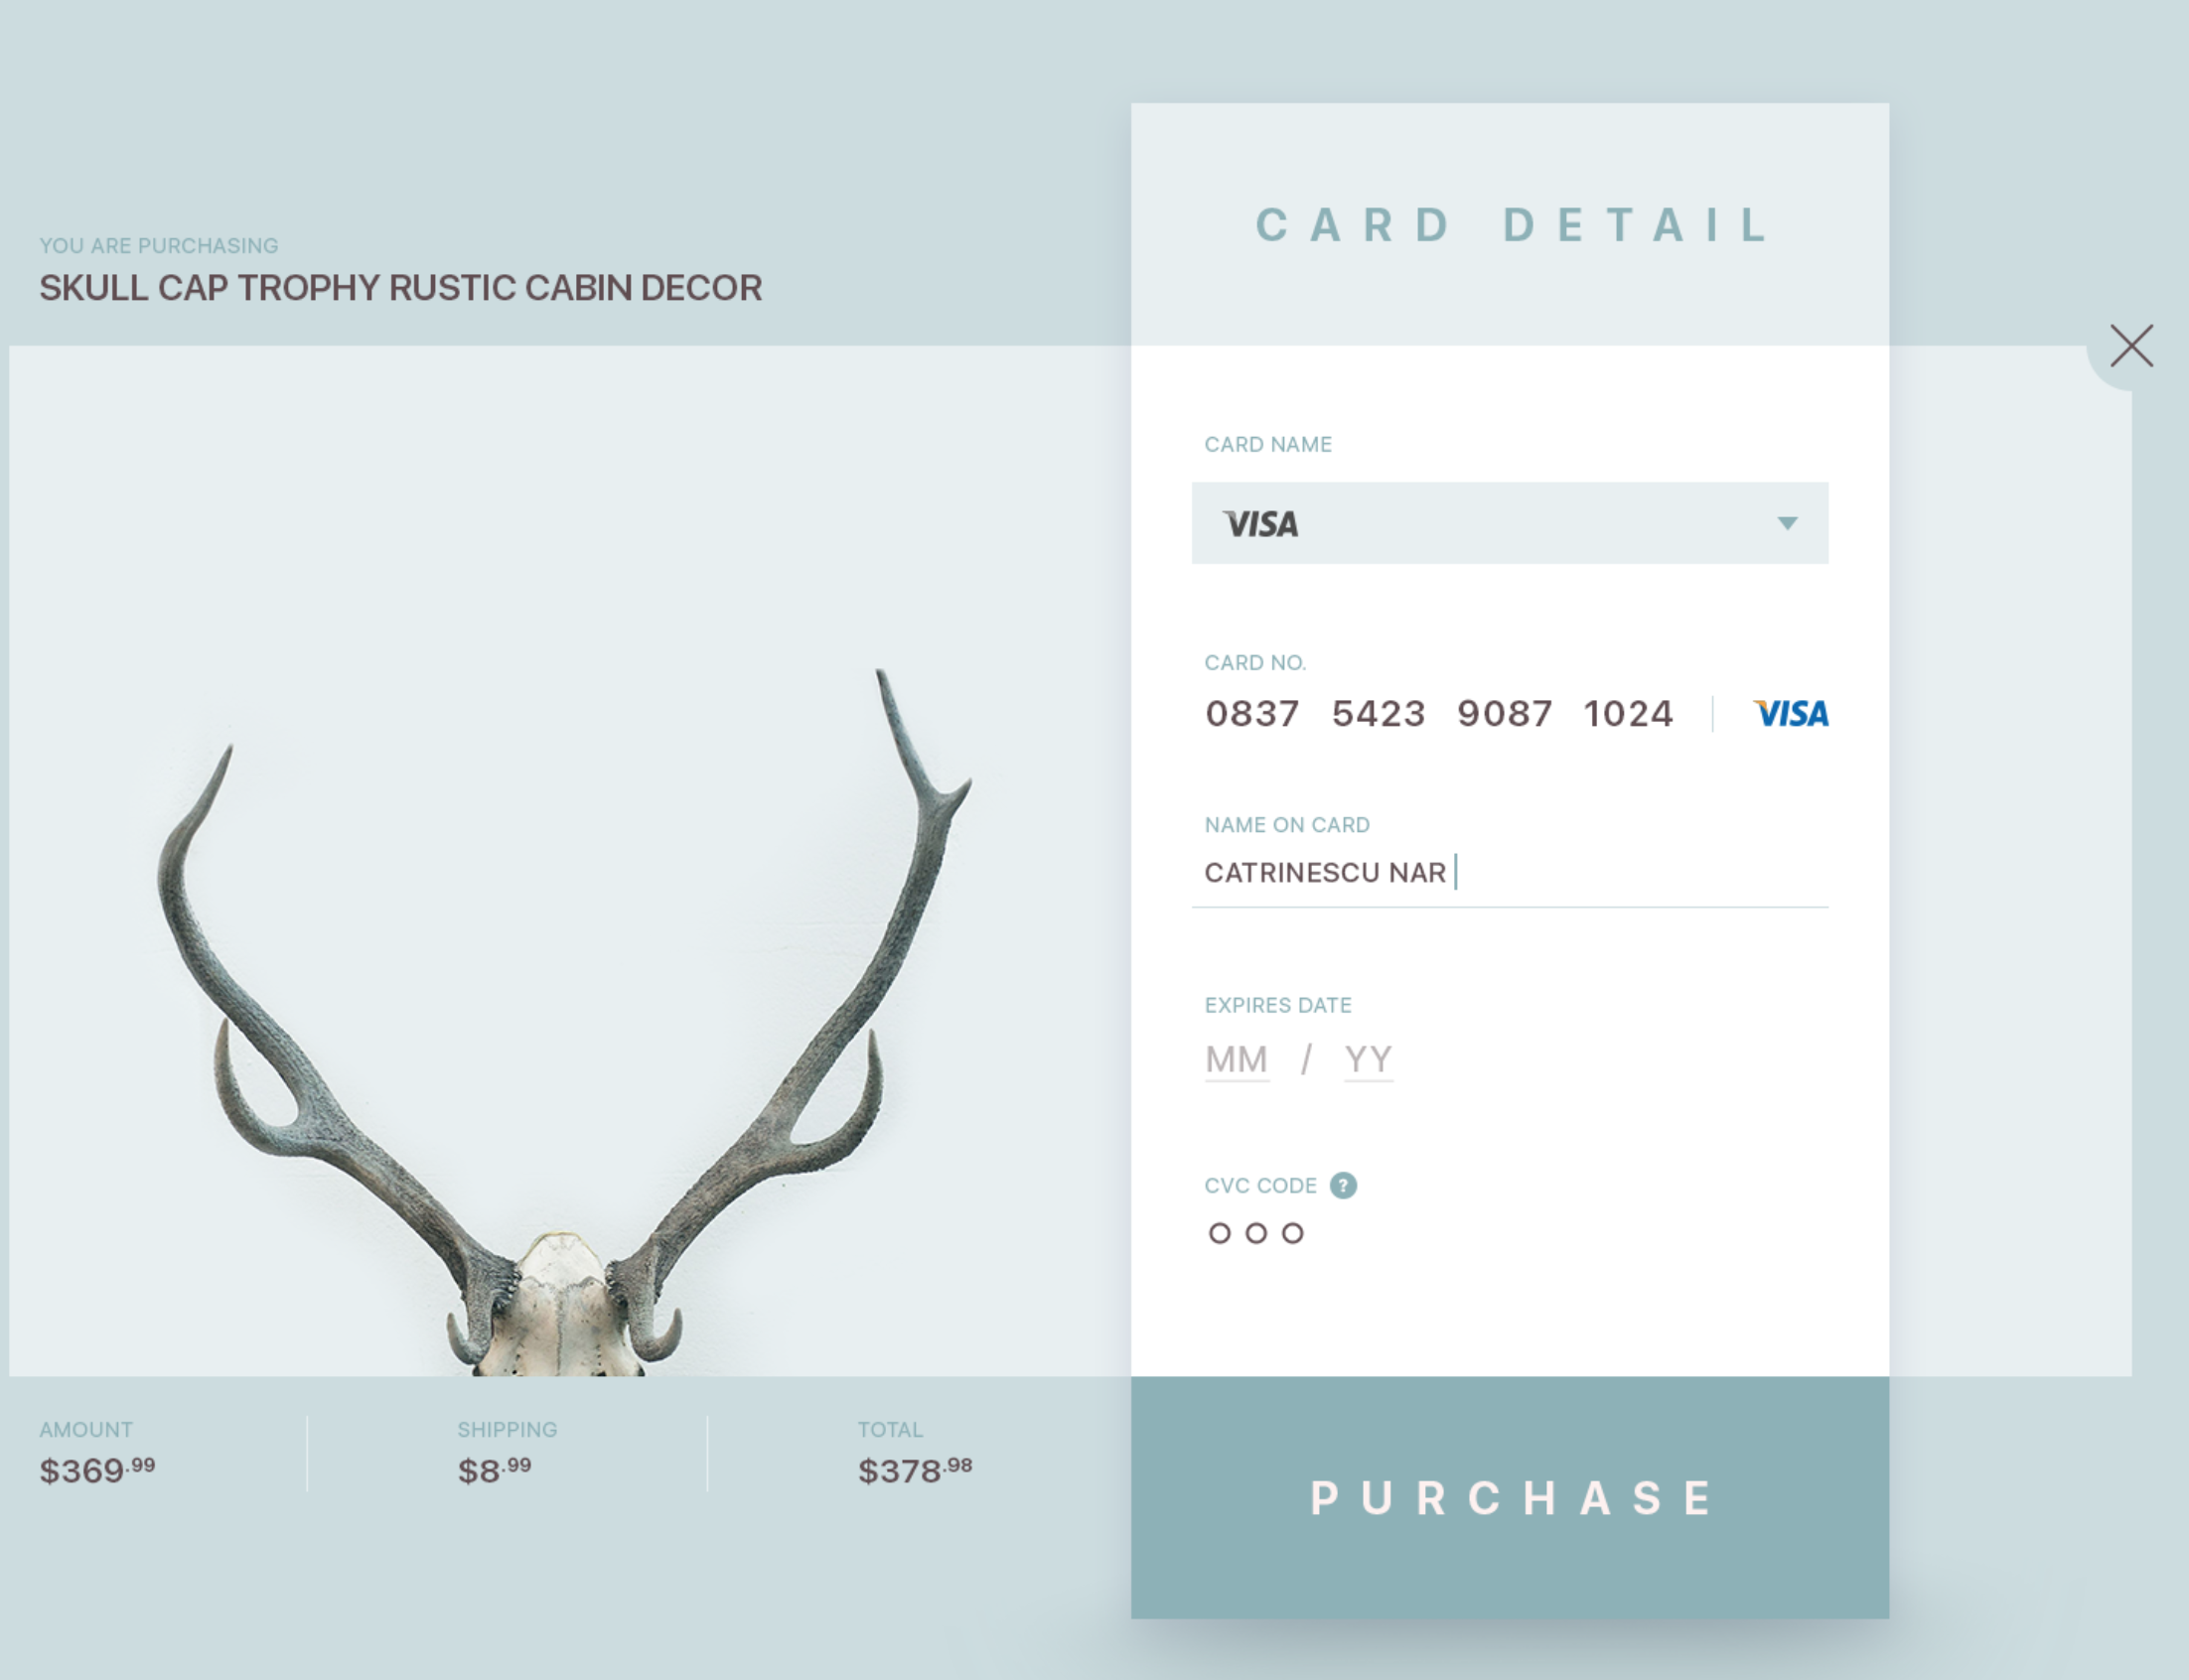 YOU ARE PURCHASING
SKULL CAP TROPHY RUSTIC CABIN DECOR
CARD DETAIL
CARD NAME
VISA
CARD NO.
0837 5423 9087 1024 VISA
NAME ON CARD
CATRINESCU NAR
EXPIRES DATE
MM / YY
CVC CODE ?
AMOUNT
$369.99
SHIPPING
$8.99
TOTAL
$378.98
PURCHASE